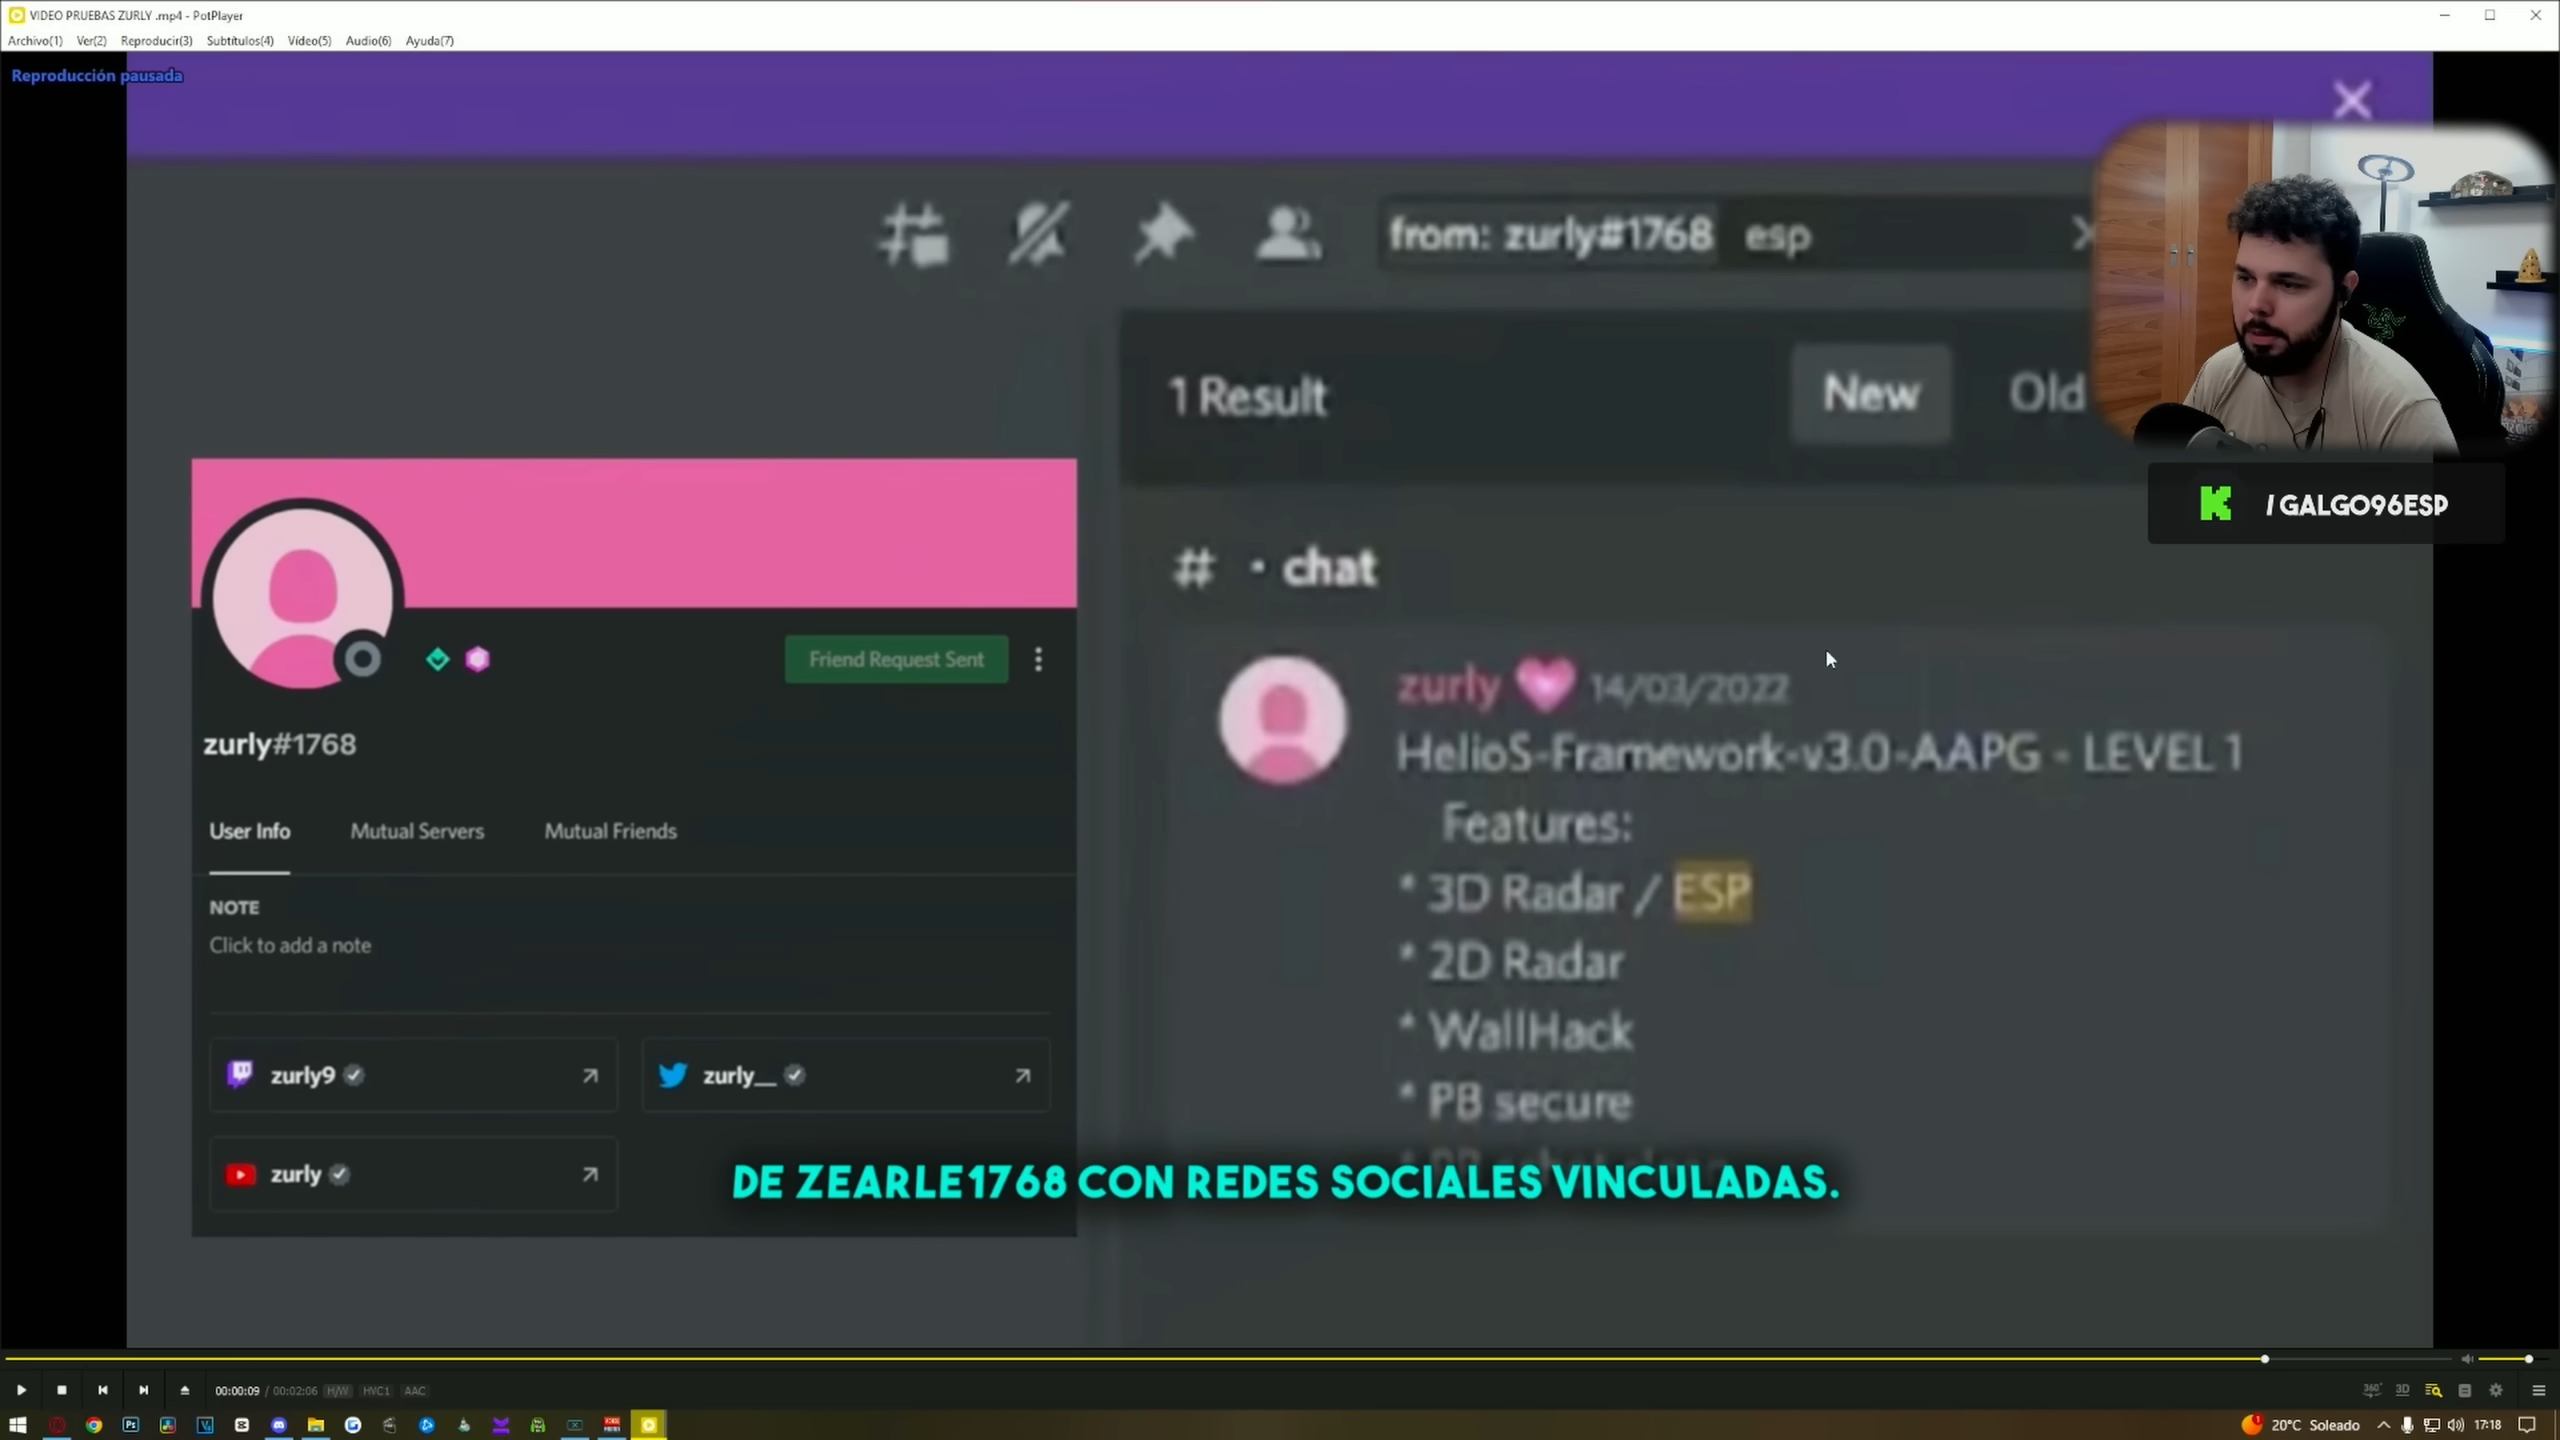 VIDEO PRUEBAS ZURLY .mp4 - PotPlayer
Archivo(1) Ver(2) Reproducir(3) Subtítulos(4) Vídeo(5) Audio(6) Ayuda(7)
Reproducción pausada
from: zurly#1768 esp
1 Result
New
Old
/GALGO96ESP
# • chat
zurly 14/03/2022
HelioS-Framework-v3.0-AAPG - LEVEL 1
Features:
* 3D Radar / ESP
* 2D Radar
* WallHack
* PB secure
Friend Request Sent
zurly#1768
User Info
Mutual Servers
Mutual Friends
NOTE
Click to add a note
zurly9
zurly__
zurly
DE ZEARLE1768 CON REDES SOCIALES VINCULADAS.
00:00:09 / 00:02:06 H/W HVC1 AAC
360° 3D
20°C Soleado
17:18